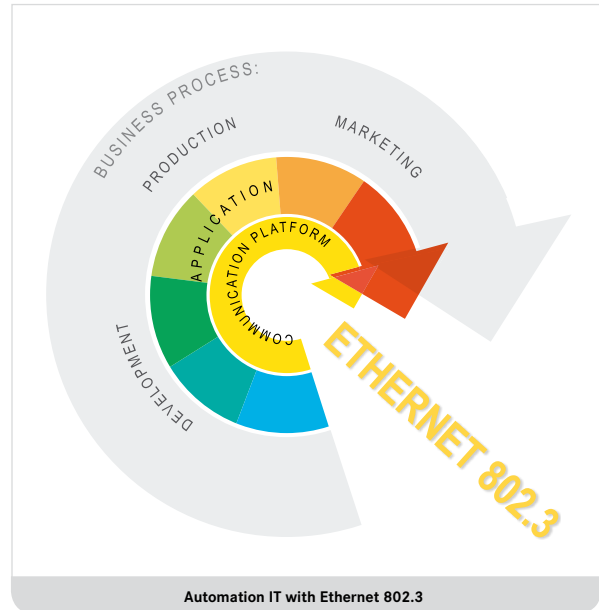 BUSINESS PROCESS:
PRODUCTION
MARKETING
APPLICATION
COMMUNICATION PLATFORM
DEVELOPMENT
ETHERNET 802.3
Automation IT with Ethernet 802.3